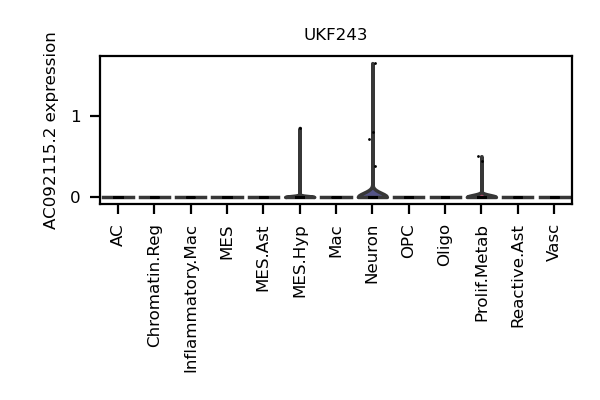 UKF243
AC092115.2 expression
1
0
AC
Chromatin.Reg
Inflammatory.Mac
MES
MES.Ast
MES.Hyp
Mac
Neuron
OPC
Oligo
Prolif.Metab
Reactive.Ast
Vasc